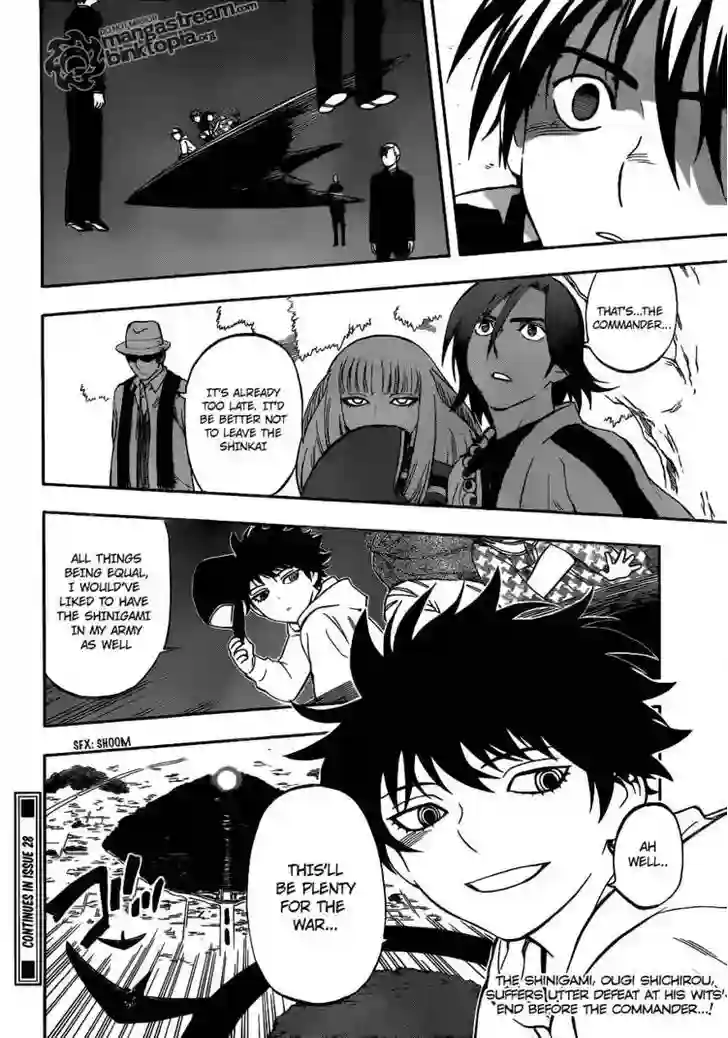 mangastream.com
binktopia.org
THAT'S...THE
COMMANDER...
IT'S ALREADY
TOO LATE. IT'D
BE BETTER NOT
TO LEAVE THE
SHINKAI
ALL THINGS
BEING EQUAL,
I WOULD'VE
LIKED TO HAVE
THE SHINIGAMI
IN MY ARMY
AS WELL
AH
WELL...
SFX: SHOOM
THIS'LL
BE PLENTY
FOR THE
WAR...
THE SHINIGAMI, OUGI SHICHIROU,
SUFFERS UTTER DEFEAT AT HIS WITS'
END BEFORE THE COMMANDER...!
CONTINUES IN ISSUE 28